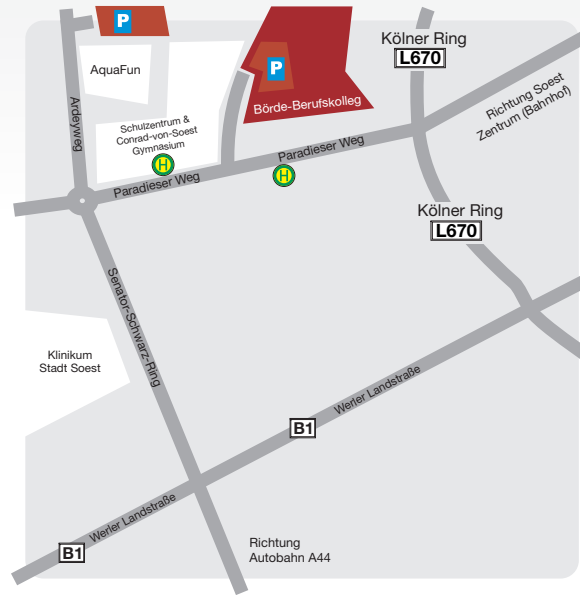 P
Kölner Ring
L670
AquaFun
P
Ardeyweg
Börde-Berufskolleg
Richtung Soest
Zentrum (Bahnhof)
Schulzentrum &
Conrad-von-Soest
Gymnasium
H
Paradieser Weg
H
Paradieser Weg
Kölner Ring
L670
Senator-Schwarz-Ring
Klinikum
Stadt Soest
Werler Landstraße
B1
Werler Landstraße
B1
Richtung
Autobahn A44